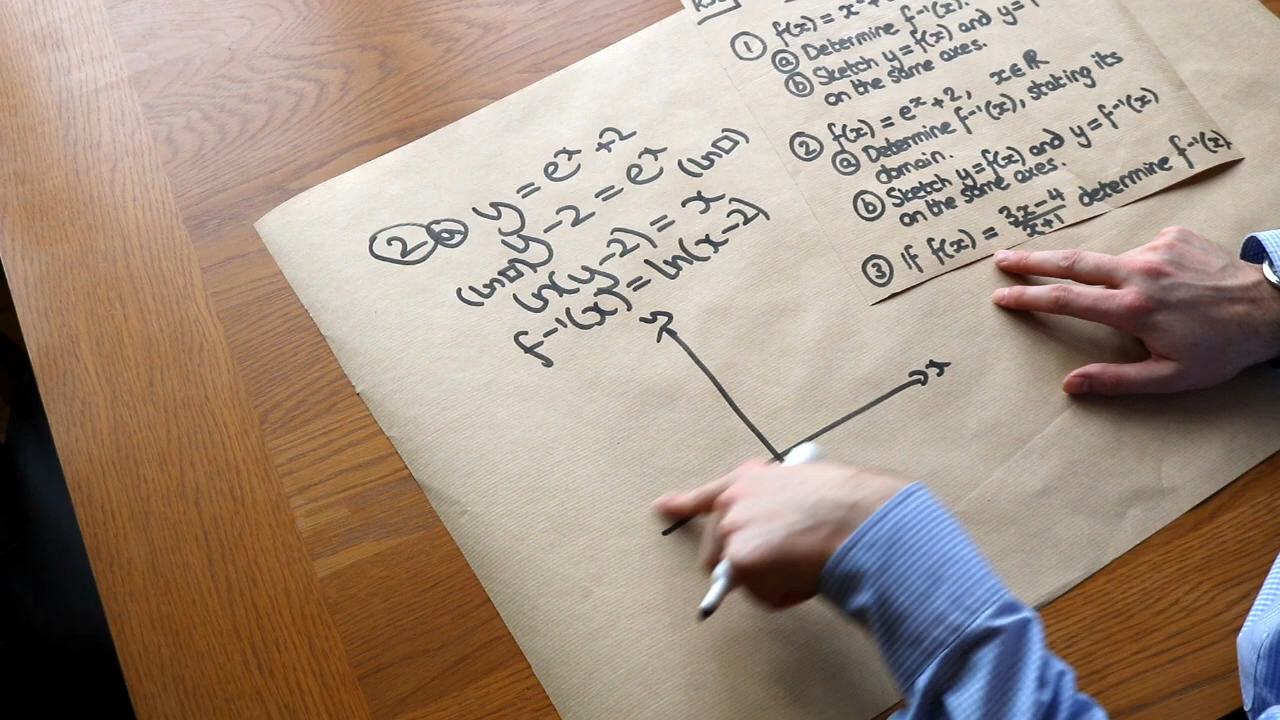 ① f(x) = x
ⓐ Determine f⁻¹(x).
ⓑ Sketch y = f(x) and y =
on the same axes.
② f(x) = eˣ + 2, x ∈ ℝ
ⓐ Determine f⁻¹(x), stating its
domain.
ⓑ Sketch y = f(x) and y = f⁻¹(x)
on the same axes.
③ If f(x) = (3x-4)/(x+1) determine f⁻¹(x).
② ⓐ y = eˣ + 2
y - 2 = eˣ (ln□)
(ln□) ln(y-2) = x
f⁻¹(x) = ln(x-2)
y
x